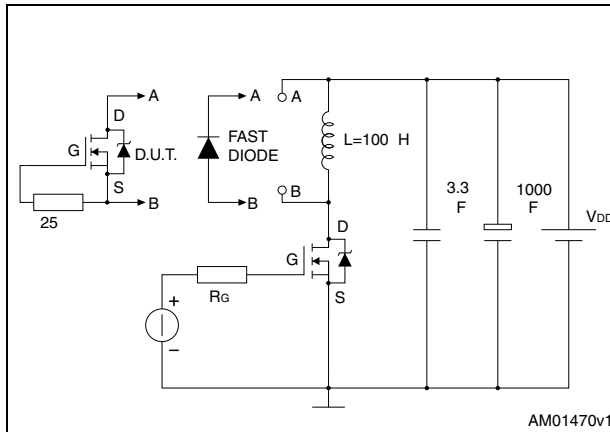 A
D
G
D.U.T.
S
B
25
A
FAST
DIODE
B
A
L=100 H
B
D
G
S
RG
+
−
3.3
F
1000
F
VDD
AM01470v1